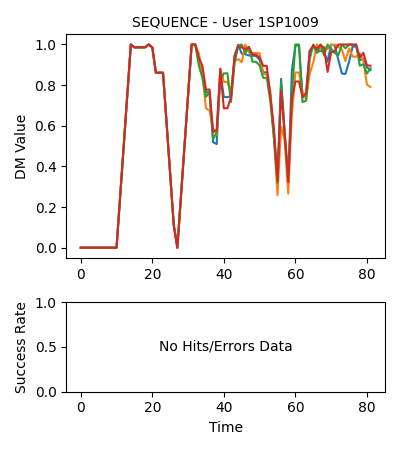 SEQUENCE - User 1SP1009
DM Value
1.0
0.8
0.6
0.4
0.2
0.0
0 20 40 60 80
Success Rate
1.0
0.5
0.0
No Hits/Errors Data
0 20 40 60 80
Time